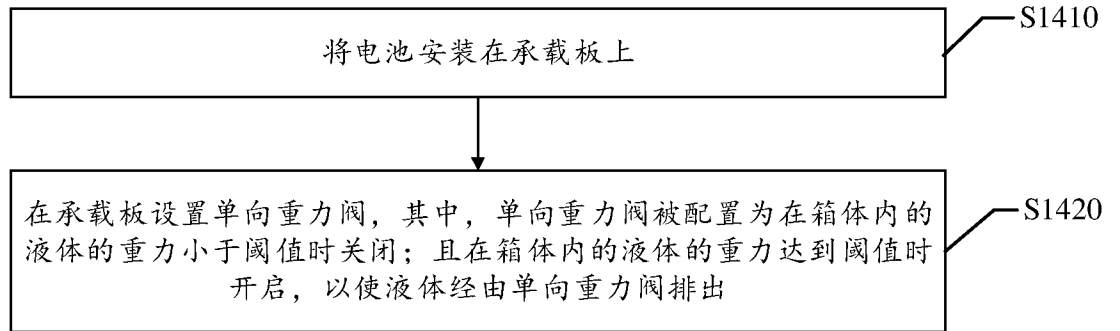 将电池安装在承载板上
S1410
在承载板设置单向重力阀，其中，单向重力阀被配置为在箱体内的
液体的重力小于阈值时关闭；且在箱体内的液体的重力达到阈值时
开启，以使液体经由单向重力阀排出
S1420